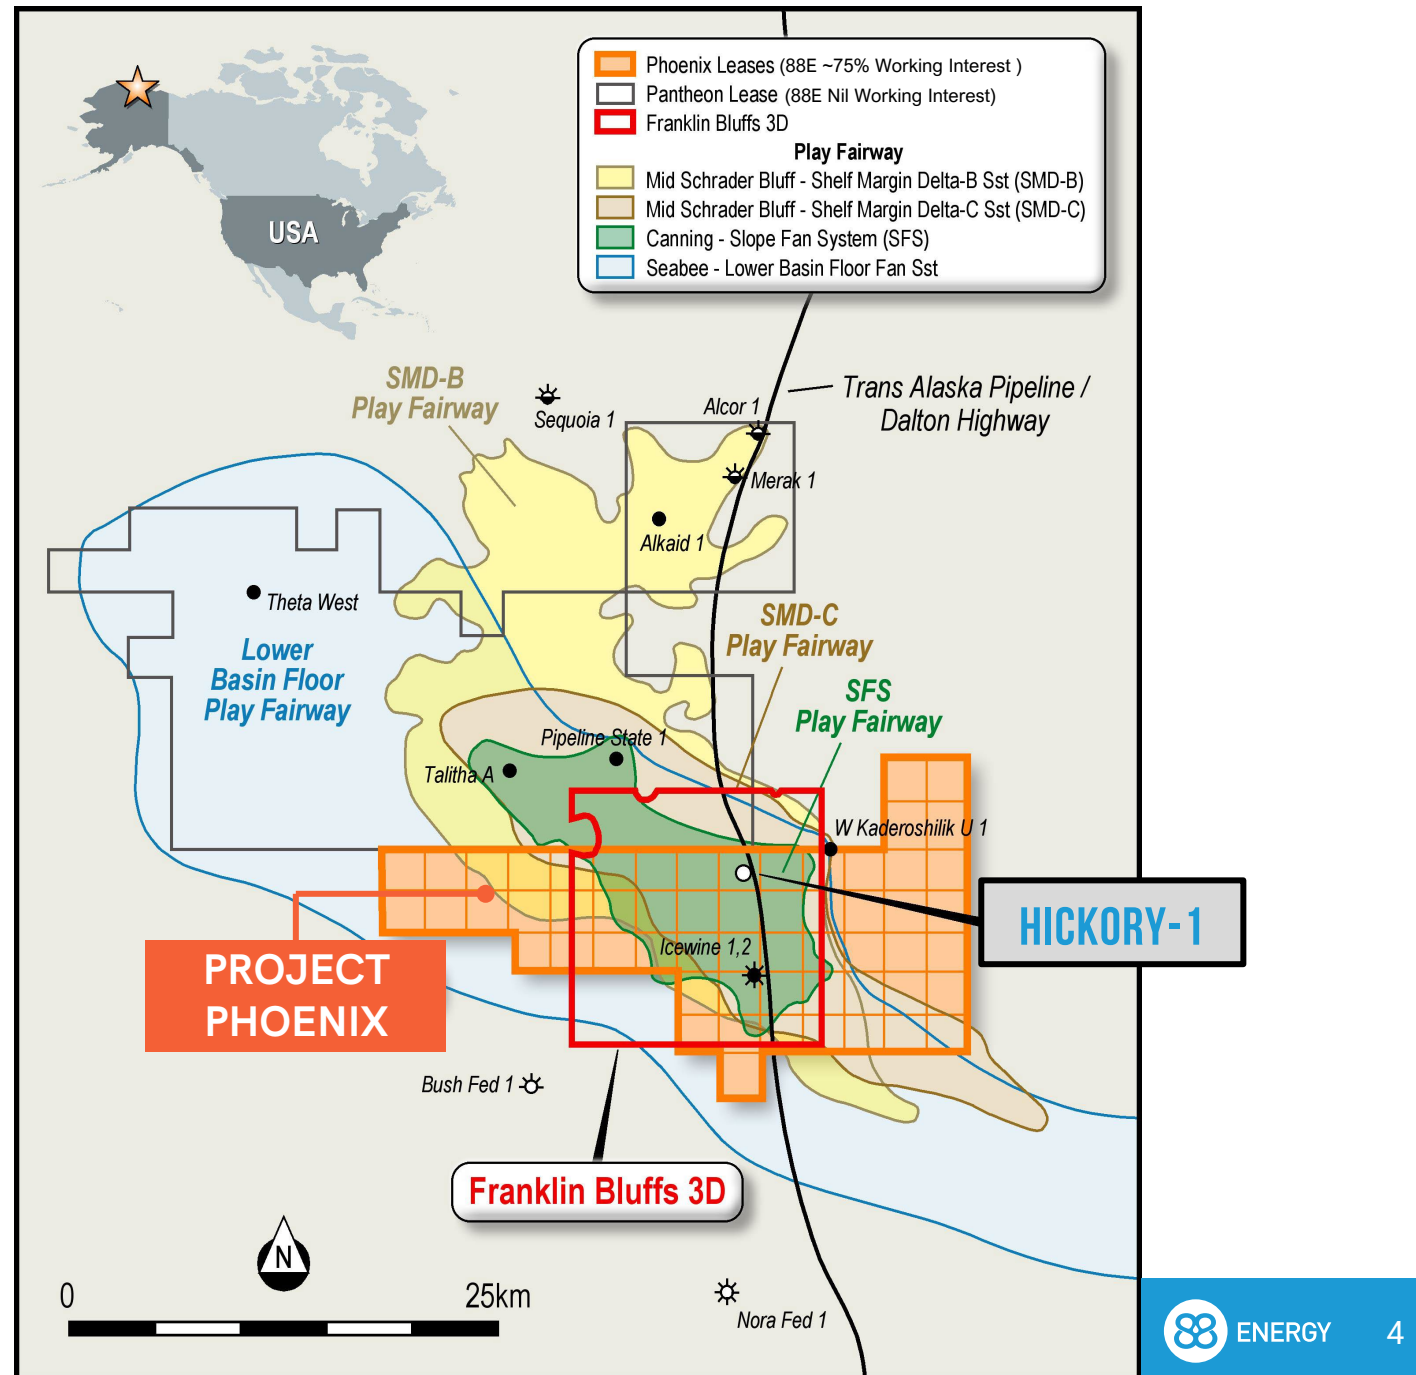 USA
Phoenix Leases (88E ~75% Working Interest )
Pantheon Lease (88E Nil Working Interest)
Franklin Bluffs 3D
Play Fairway
Mid Schrader Bluff - Shelf Margin Delta-B Sst (SMD-B)
Mid Schrader Bluff - Shelf Margin Delta-C Sst (SMD-C)
Canning - Slope Fan System (SFS)
Seabee - Lower Basin Floor Fan Sst
SMD-B
Play Fairway
Sequoia 1
Alcor 1
Trans Alaska Pipeline /
Dalton Highway
Merak 1
Alkaid 1
Theta West
Lower
Basin Floor
Play Fairway
SMD-C
Play Fairway
SFS
Play Fairway
Pipeline State 1
Talitha A
W Kaderoshilik U 1
HICKORY-1
Icewine 1,2
PROJECT
PHOENIX
Bush Fed 1
Franklin Bluffs 3D
N
0
25km
Nora Fed 1
88 ENERGY
4